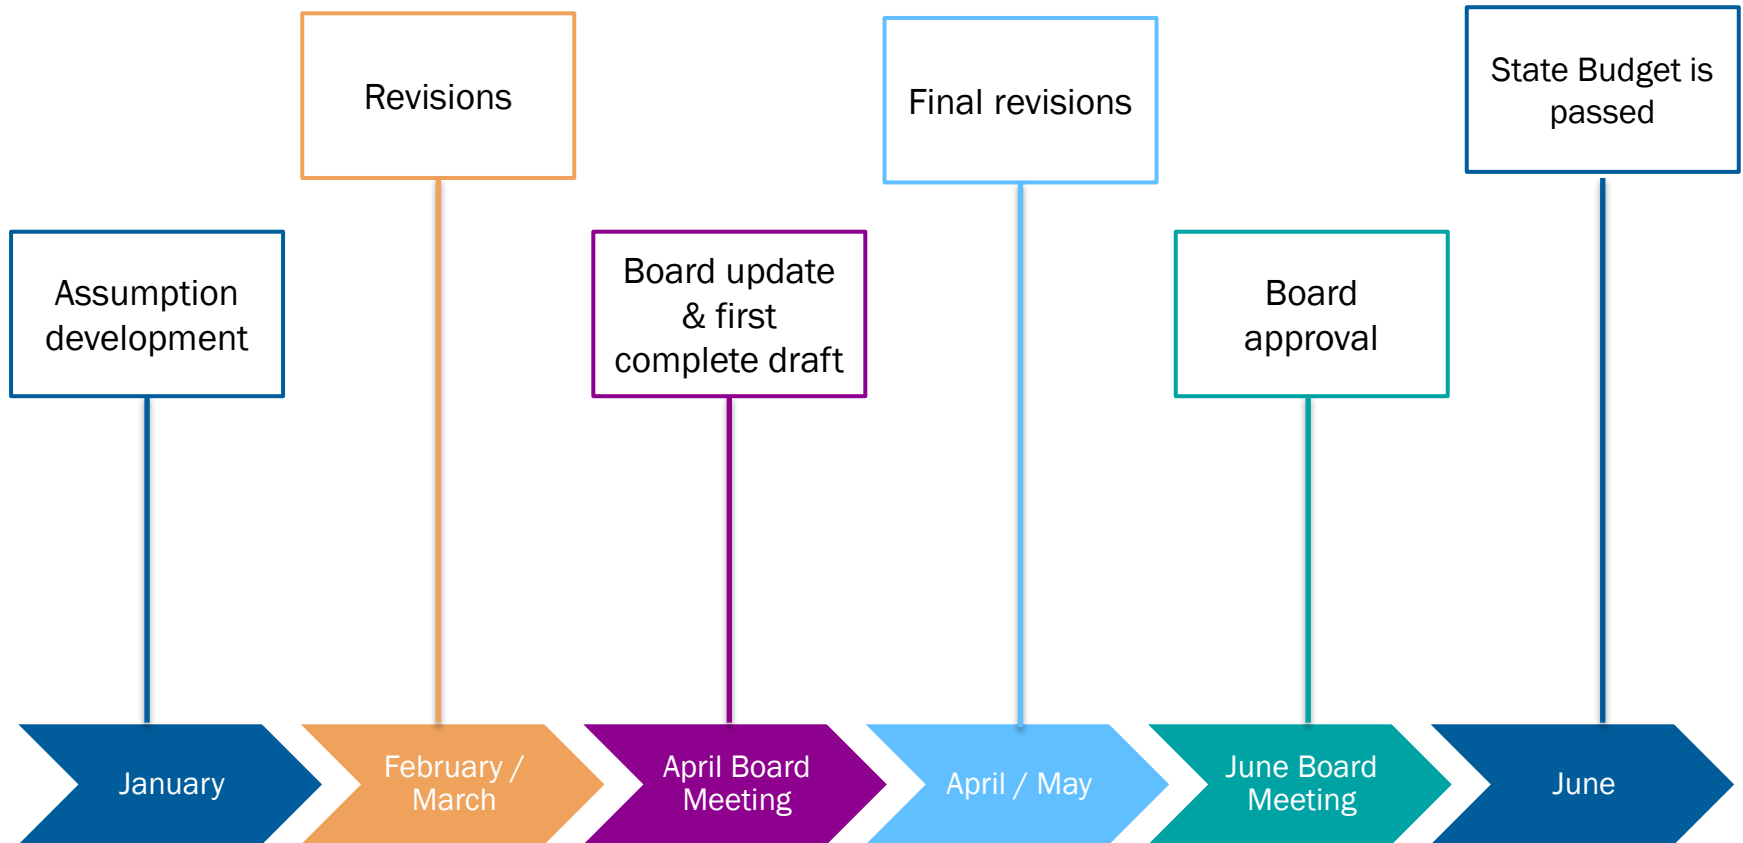 Revisions
Final revisions
State Budget is
passed
Assumption
development
Board update
& first
complete draft
Board
approval
January
February /
March
April Board
Meeting
April / May
June Board
Meeting
June